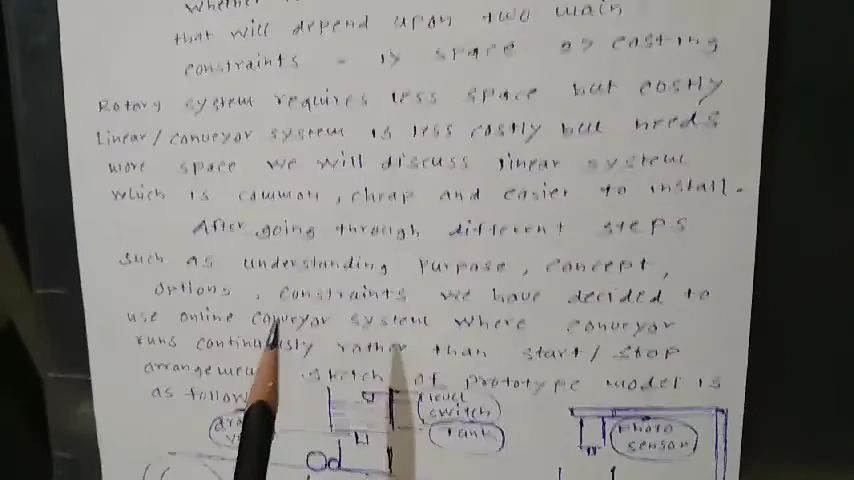 Whether
that will depend upon two main
constraints - 1) space 2) casting
Rotary system requires less space but costly
Linear/conveyor system is less costly but needs
more space we will discuss linear system
which is common, cheap and easier to install.
After going through different steps
such as understanding purpose, concept,
options, constraints we have decided to
use online conveyor system where conveyor
runs continuously rather than start/stop
sketch of prototype model is
as
level
switch
tank
Photo
sensor